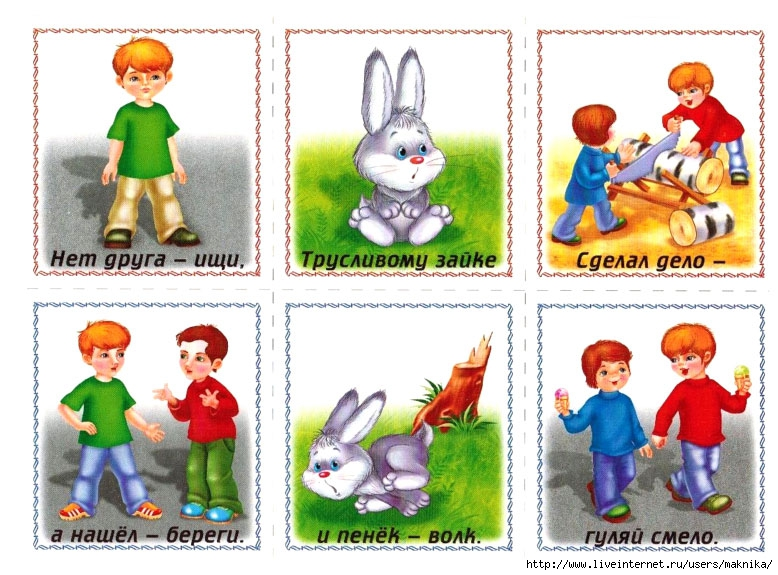 Нет друга – ищи,
Трусливому зайке
Сделал дело –
а нашёл – береги.
и пенёк – волк.
гуляй смело.
http://www.liveinternet.ru/users/maknika/